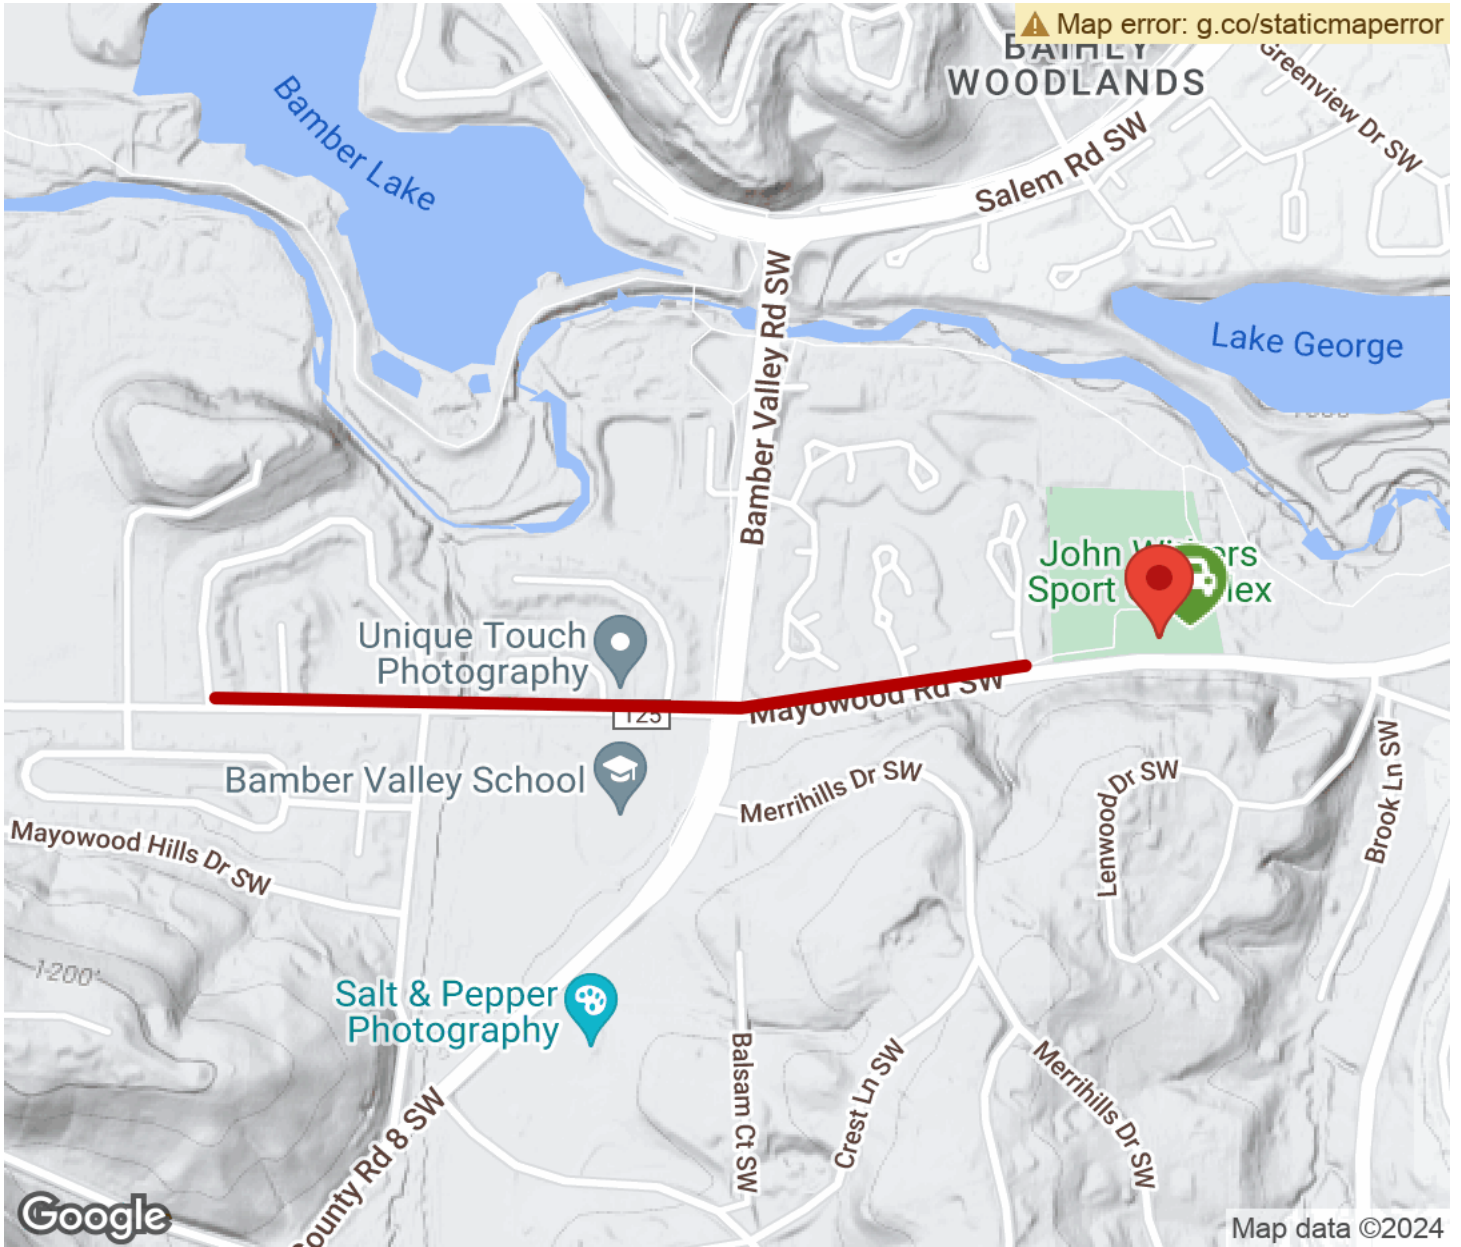 Map error: g.co/staticmaperror
WOODLANDS
Greenview Dr SW
Bamber Lake
Salem Rd SW
Bamber Valley Rd SW
Lake George
John
Sport
Unique Touch
Photography
125
Mayowood Rd SW
Bamber Valley School
Merrihills Dr SW
Lenwood Dr SW
Brook Ln SW
Mayowood Hills Dr SW
1200'
Salt & Pepper
Photography
Balsam Ct SW
Crest Ln SW
Merrihills Dr SW
County Rd 8 SW
Google
Map data ©2024